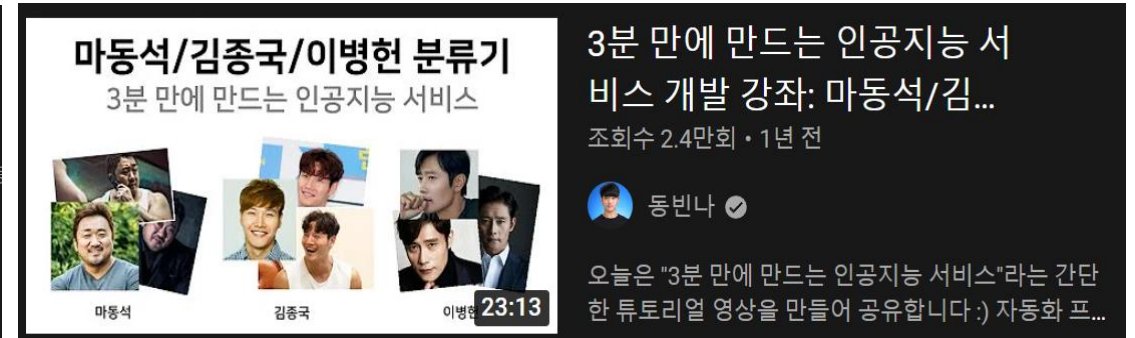 마동석/김종국/이병헌 분류기
3분 만에 만드는 인공지능 서비스
마동석
김종국
이병헌
23:13
3분 만에 만드는 인공지능 서
비스 개발 강좌: 마동석/김...
조회수 2.4만회 • 1년 전
동빈나
오늘은 "3분 만에 만드는 인공지능 서비스"라는 간단
한 튜토리얼 영상을 만들어 공유합니다 :) 자동화 프...